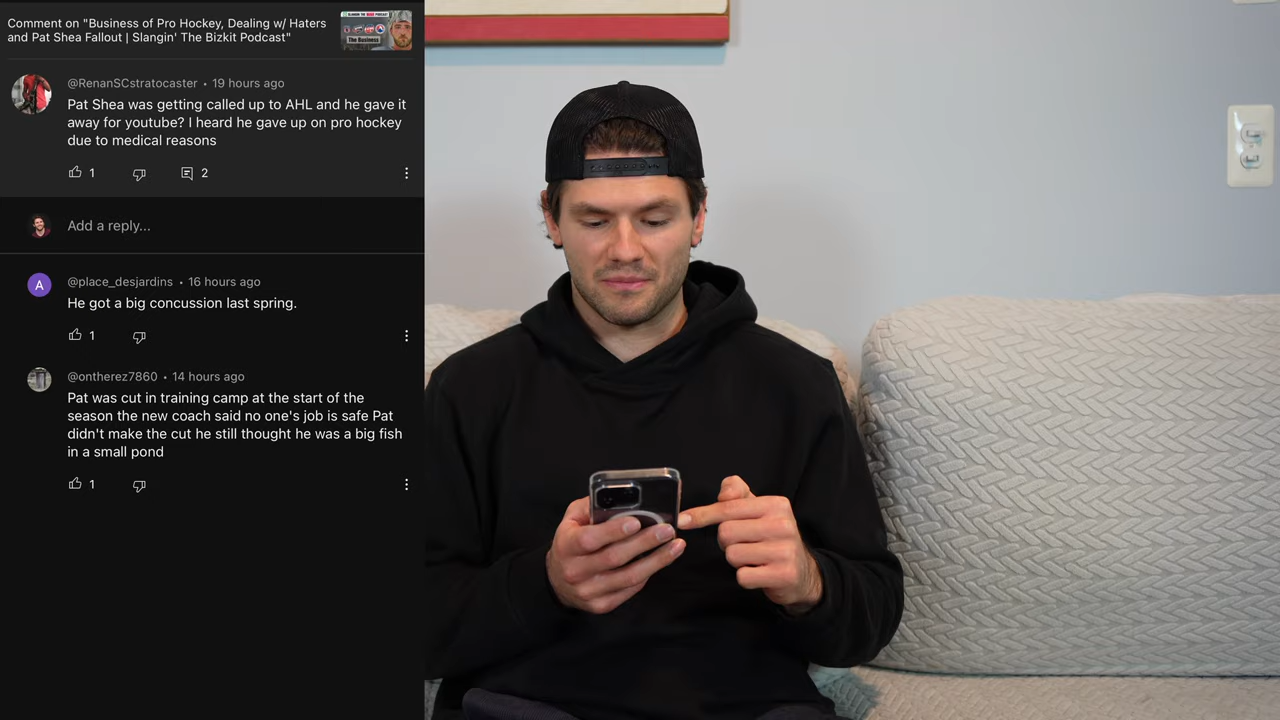 Comment on "Business of Pro Hockey, Dealing w/ Haters
and Pat Shea Fallout | Slangin' The Bizkit Podcast"
The Business
@RenanSCstratocaster • 19 hours ago
Pat Shea was getting called up to AHL and he gave it
away for youtube? I heard he gave up on pro hockey
due to medical reasons
1
2
Add a reply...
A
@place_desjardins • 16 hours ago
He got a big concussion last spring.
1
@ontherez7860 • 14 hours ago
Pat was cut in training camp at the start of the
season the new coach said no one's job is safe Pat
didn't make the cut he still thought he was a big fish
in a small pond
1